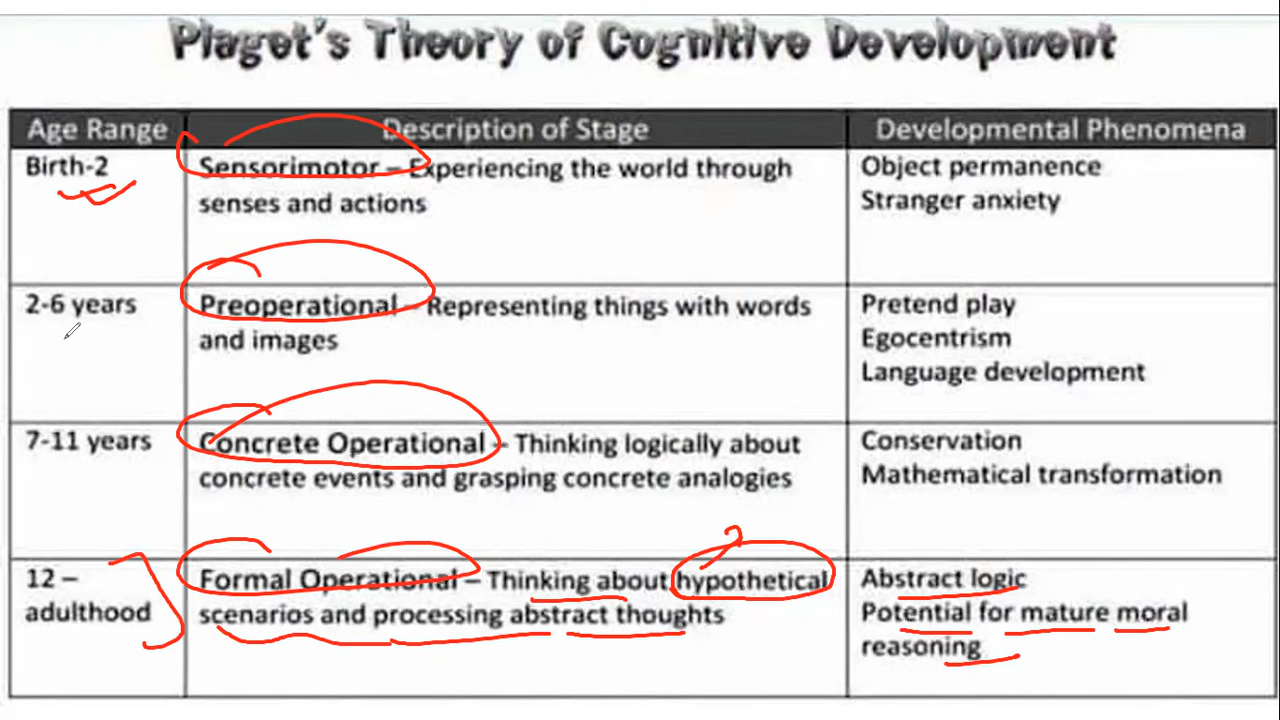 Piaget's Theory of Cognitive Development
Age Range Description of Stage Developmental Phenomena
Birth-2 Sensorimotor – Experiencing the world through Object permanence
senses and actions Stranger anxiety
2-6 years Preoperational – Representing things with words Pretend play
and images Egocentrism
Language development
7-11 years Concrete Operational – Thinking logically about Conservation
concrete events and grasping concrete analogies Mathematical transformation
12 – Formal Operational – Thinking about hypothetical Abstract logic
adulthood scenarios and processing abstract thoughts Potential for mature moral
reasoning